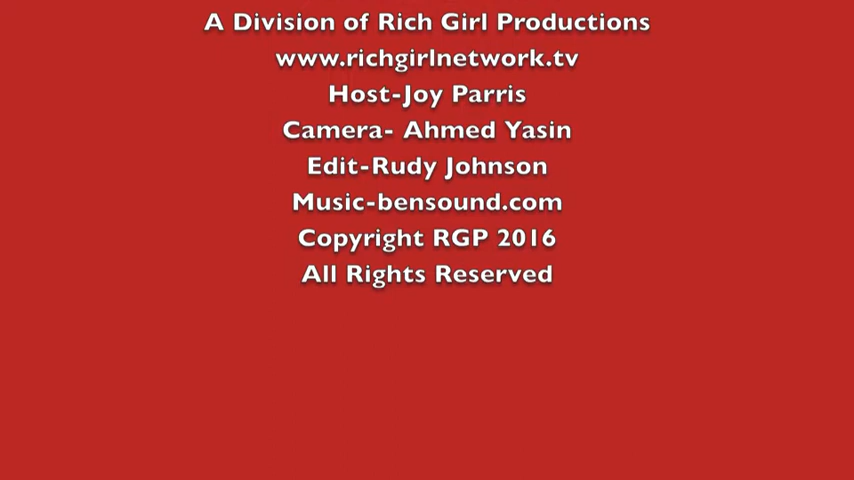 A Division of Rich Girl Productions
www.richgirlnetwork.tv
Host-Joy Parris
Camera- Ahmed Yasin
Edit-Rudy Johnson
Music-bensound.com
Copyright RGP 2016
All Rights Reserved